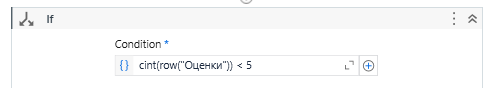 If
Condition *
{} cint(row("Оценки")) < 5